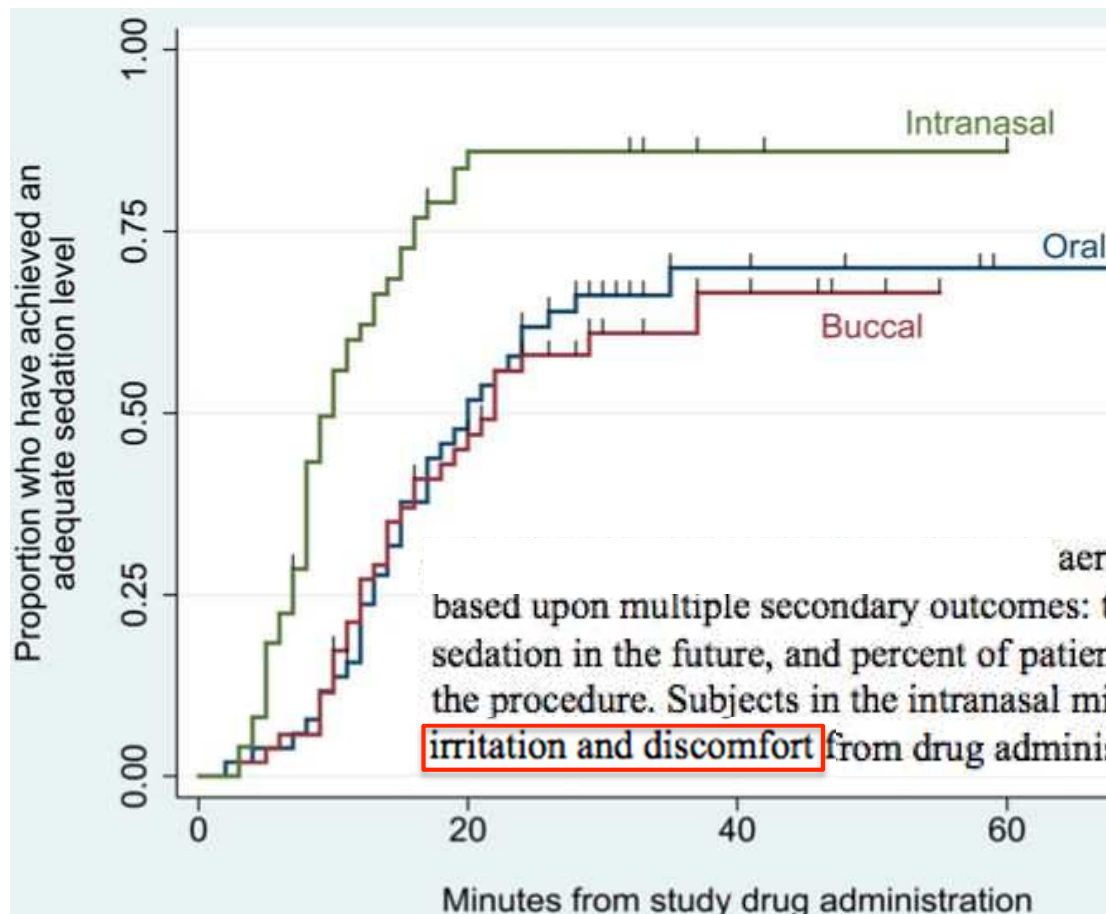 Proportion who have achieved an
adequate sedation level
1.00
0.75
0.50
0.25
0.00
Intranasal
Oral
Buccal
based upon multiple secondary outcomes:
sedation in the future, and percent of
the procedure. Subjects in the intranasal
irritation and discomfort from drug
0
20
40
60
Minutes from study drug administration